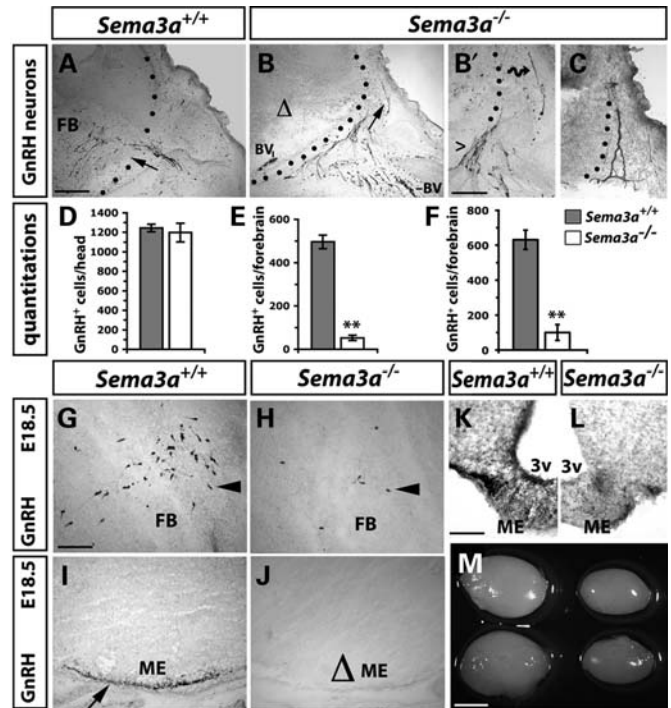 Sema3a+/+
Sema3a-/-
GnRH neurons
A
FB
B
Δ
BV
BV
B'
>
C
quantitations
D
GnRH+ cells/head
1400
1200
1000
800
600
400
200
0
E
GnRH+ cells/forebrain
600
400
200
0
**
F
GnRH+ cells/forebrain
800
600
400
200
0
**
Sema3a+/+
Sema3a-/-
Sema3a+/+
Sema3a-/-
Sema3a+/+
Sema3a-/-
GnRH E18.5
G
FB
H
FB
K
3v
ME
L
3v
ME
GnRH E18.5
I
ME
J
Δ ME
M